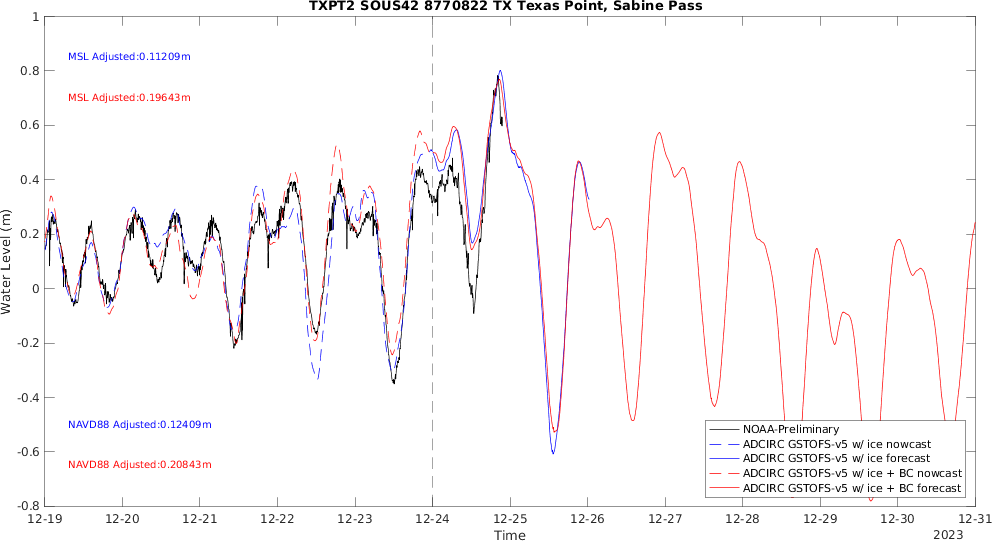 TXPT2 SOUS42 8770822 TX Texas Point, Sabine Pass
1
0.8
0.6
0.4
0.2
0
-0.2
-0.4
-0.6
-0.8
Water Level (m)
MSL Adjusted:0.11209m
MSL Adjusted:0.19643m
NAVD88 Adjusted:0.12409m
NAVD88 Adjusted:0.20843m
NOAA-Preliminary
ADCIRC GSTOFS-v5 w/ ice nowcast
ADCIRC GSTOFS-v5 w/ ice forecast
ADCIRC GSTOFS-v5 w/ ice + BC nowcast
ADCIRC GSTOFS-v5 w/ ice + BC forecast
12-19 12-20 12-21 12-22 12-23 12-24 12-25 12-26 12-27 12-28 12-29 12-30 12-31
Time
2023